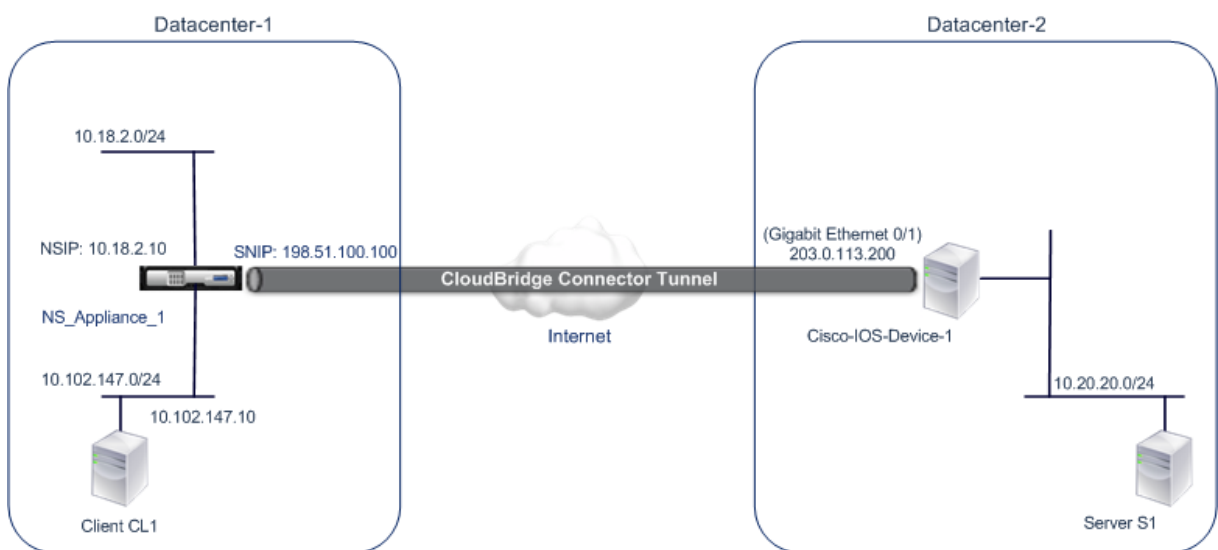 Datacenter-1
Datacenter-2
10.18.2.0/24
NSIP: 10.18.2.10
SNIP: 198.51.100.100
(Gigabit Ethernet 0/1)
203.0.113.200
CloudBridge Connector Tunnel
NS_Appliance_1
Internet
Cisco-IOS-Device-1
10.102.147.0/24
10.102.147.10
10.20.20.0/24
Client CL1
Server S1